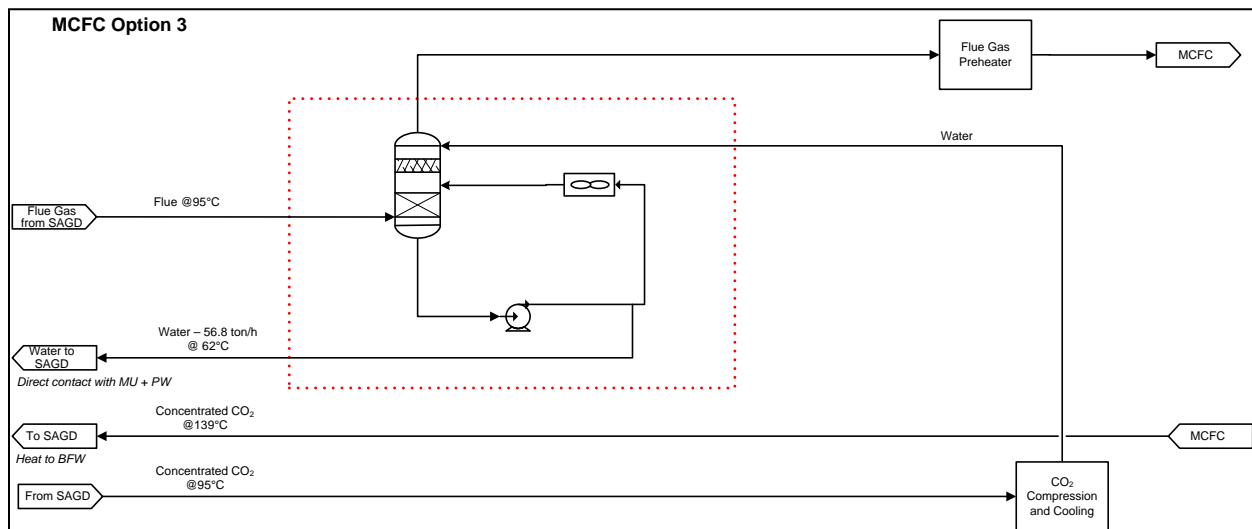 MCFC Option 3
Flue Gas
Preheater
MCFC
Water
Flue @95°C
Flue Gas
from SAGD
Water – 56.8 ton/h
@ 62°C
Water to
SAGD
Direct contact with MU + PW
Concentrated CO₂
@139°C
To SAGD
MCFC
Heat to BFW
Concentrated CO₂
@95°C
From SAGD
CO₂
Compression
and Cooling